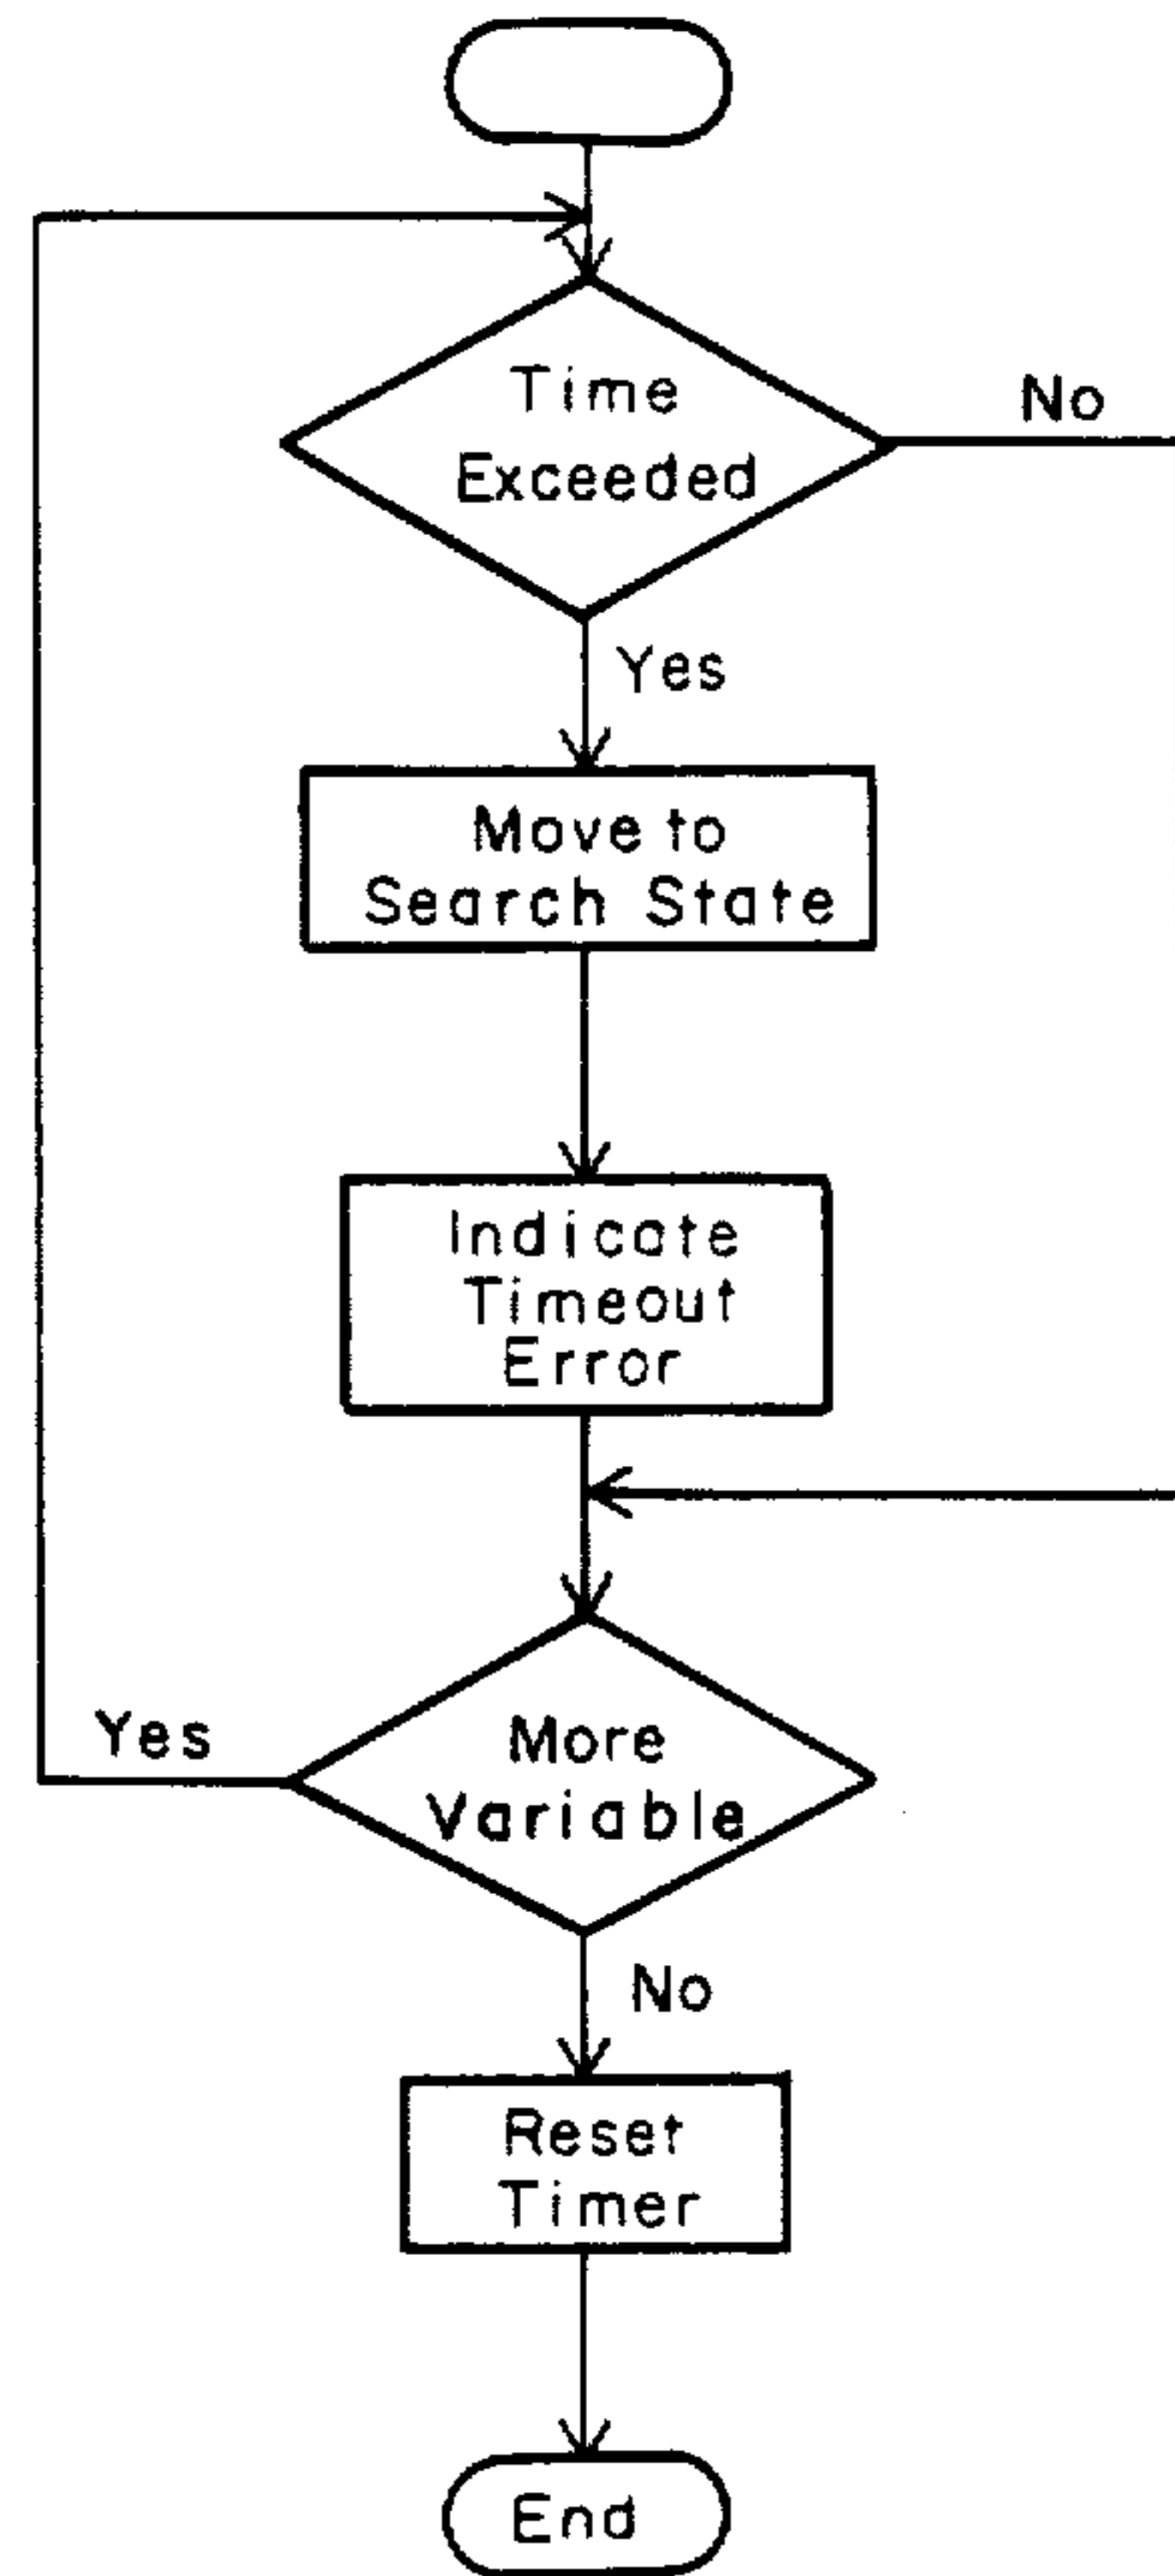 Time
Exceeded
No
Yes
Move to
Search State
Indicate
Timeout
Error
Yes
More
Variable
No
Reset
Timer
End